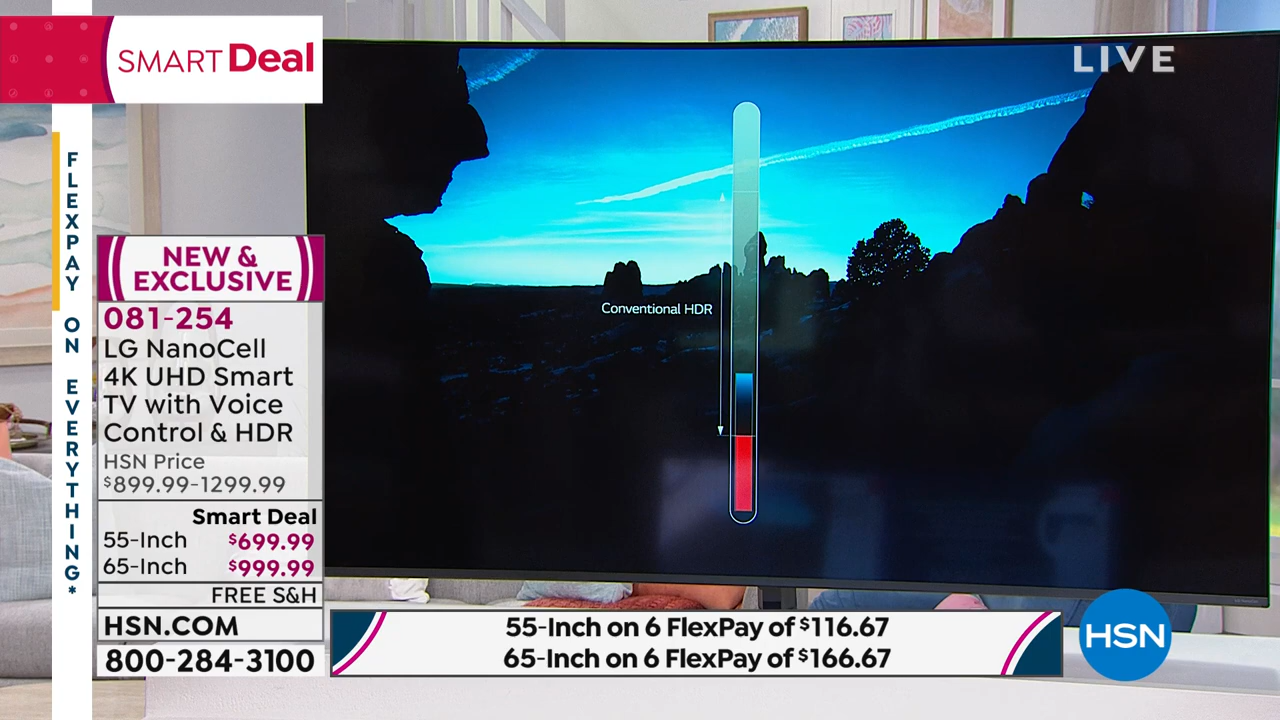 SMART Deal
LIVE
FLEXPAY ON EVERYTHING*
NEW &
EXCLUSIVE
081-254
LG NanoCell
4K UHD Smart
TV with Voice
Control & HDR
HSN Price
$899.99-1299.99
Smart Deal
55-Inch $699.99
65-Inch $999.99
FREE S&H
HSN.COM
800-284-3100
Conventional HDR
55-Inch on 6 FlexPay of $116.67
65-Inch on 6 FlexPay of $166.67
HSN